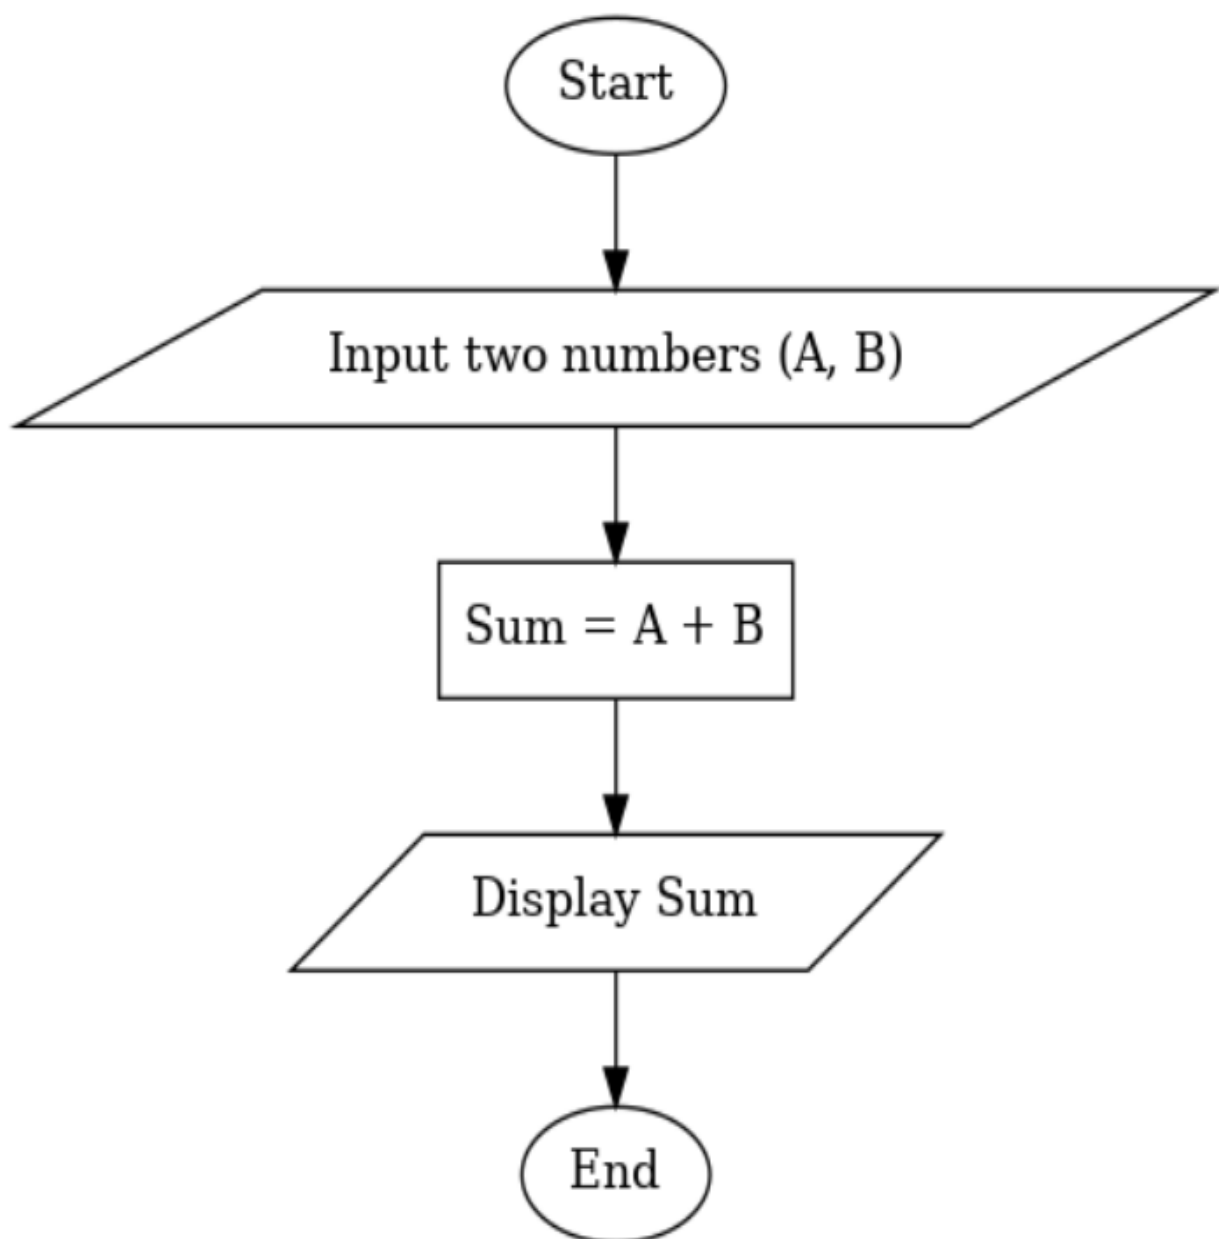 Start
Input two numbers (A, B)
Sum = A + B
Display Sum
End